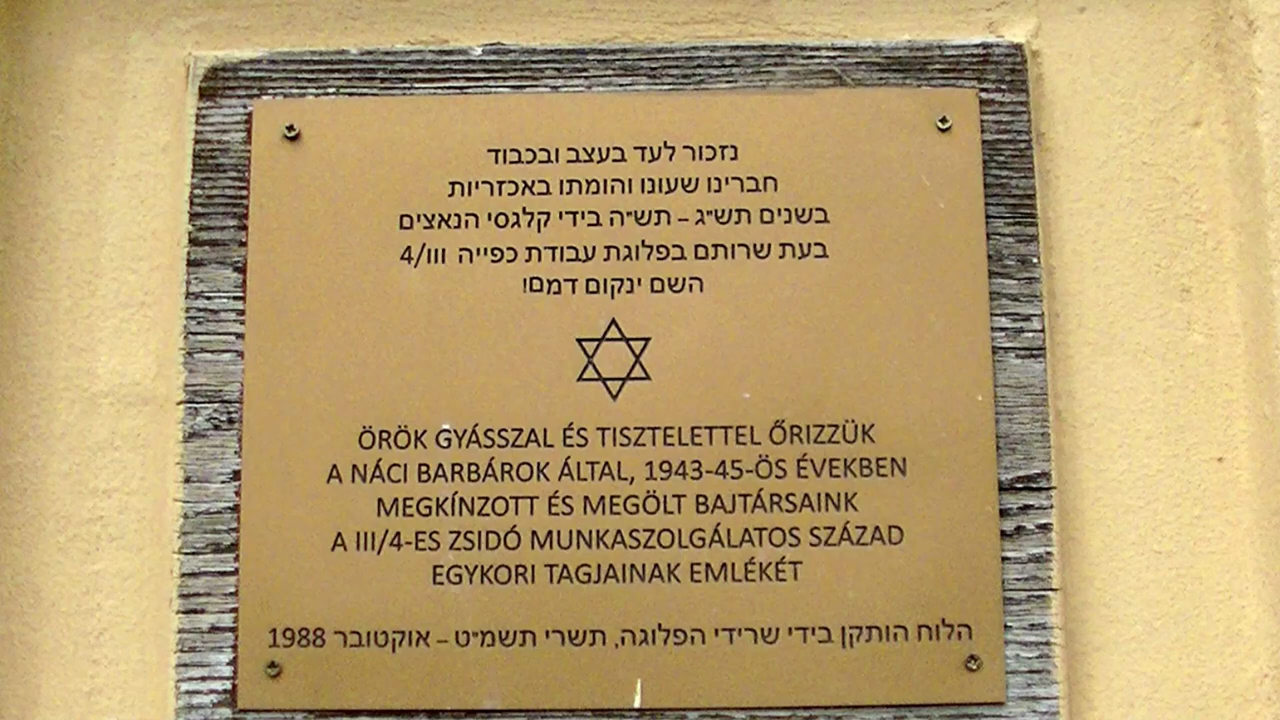 נזכור לעד בעצב ובכבוד
חברינו שעונו והומתו באכזריות
בשנים תש״ג – תש״ה בידי קלגסי הנאצים
בעת שרותם בפלוגת עבודת כפייה 4/III
השם ינקום דמם!
ÖRÖK GYÁSSZAL ÉS TISZTELETTEL ŐRIZZÜK
A NÁCI BARBÁROK ÁLTAL, 1943-45-ÖS ÉVEKBEN
MEGKÍNZOTT ÉS MEGÖLT BAJTÁRSAINK
A III/4-ES ZSIDÓ MUNKASZOLGÁLATOS SZÁZAD
EGYKORI TAGJAINAK EMLÉKÉT
הלוח הותקן בידי שרידי הפלוגה, תשרי תשמ״ט – אוקטובר 1988